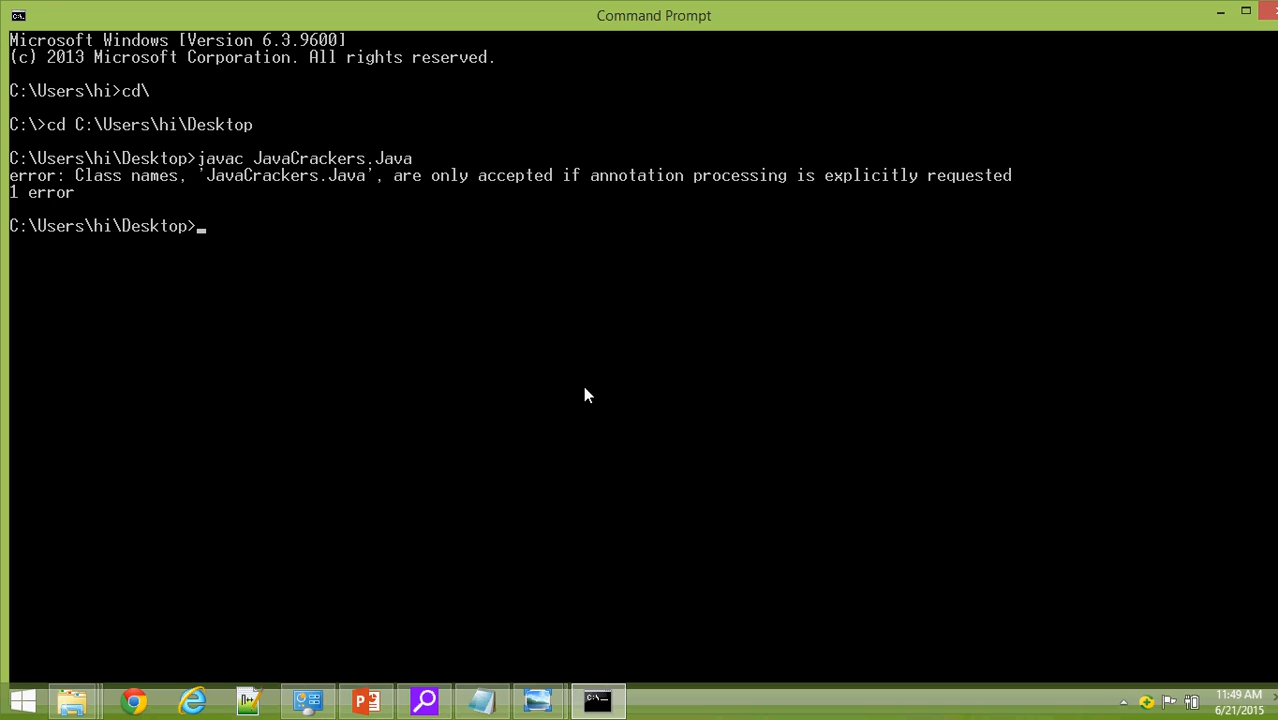 Command Prompt
Microsoft Windows [Version 6.3.9600]
(c) 2013 Microsoft Corporation. All rights reserved.
C:\Users\hi>cd\
C:\>cd C:\Users\hi\Desktop
C:\Users\hi\Desktop>javac JavaCrackers.Java
error: Class names, 'JavaCrackers.Java', are only accepted if annotation processing is explicitly requested
1 error
C:\Users\hi\Desktop>_
11:49 AM
6/21/2015